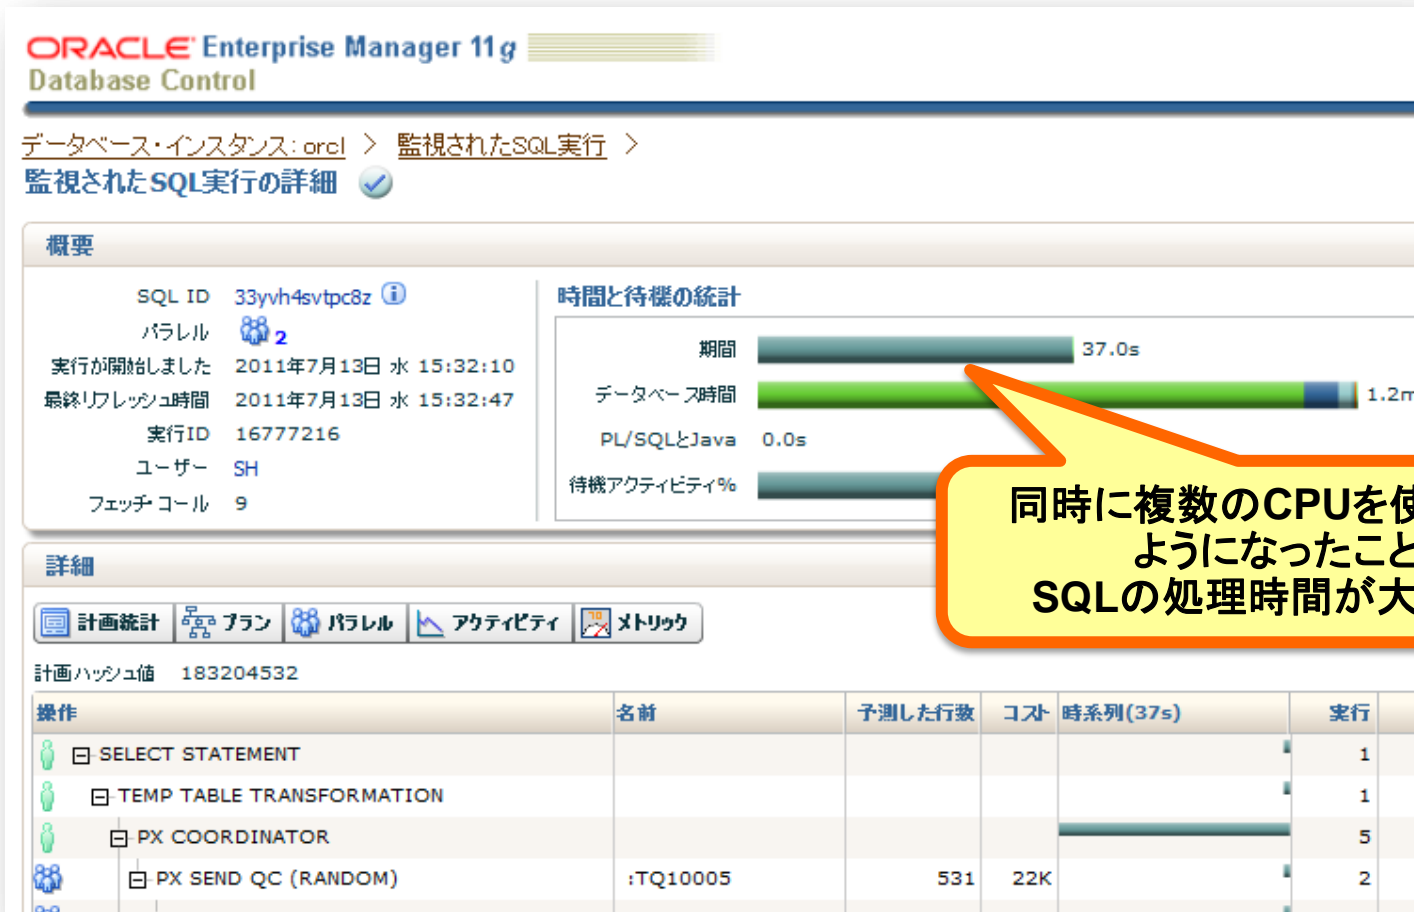 ORACLE Enterprise Manager 11g
Database Control
データベース・インスタンス: orcl > 監視されたSQL実行 >
監視されたSQL実行の詳細
概要
SQL ID 33yvh4svtpc8z
パラレル 2
実行が開始しました 2011年7月13日 水 15:32:10
最終リフレッシュ時間 2011年7月13日 水 15:32:47
実行ID 16777216
ユーザー SH
フェッチ・コール 9
時間と待機の統計
期間 37.0s
データベース時間 1.2m
PL/SQLとJava 0.0s
待機アクティビティ%
同時に複数のCPUを使
ようになったこと
SQLの処理時間が大
詳細
計画統計 プラン パラレル アクティビティ メトリック
計画ハッシュ値 183204532
操作 名前 予測した行数 コスト 時系列(37s) 実行
SELECT STATEMENT 1
TEMP TABLE TRANSFORMATION 1
PX COORDINATOR 5
PX SEND QC (RANDOM) :TQ10005 531 22K 2